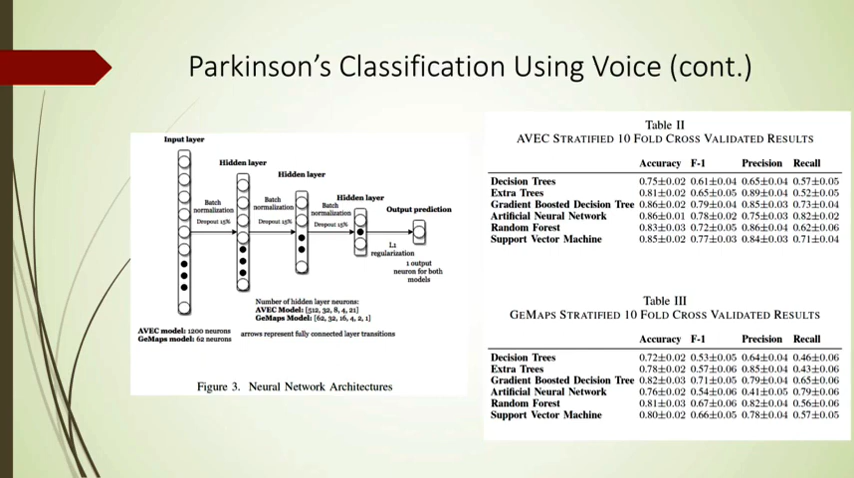 Parkinson's Classification Using Voice (cont.)
Input layer
Hidden layer
Hidden layer
Hidden layer
Output prediction
Batch
normalization
Dropout 15%
Batch
normalization
Dropout 15%
Batch
normalization
Dropout 15%
L1
regularization
1 output
neuron for both
models
Number of hidden layer neurons:
AVEC Model: [512, 32, 8, 4, 21]
GeMaps Model: [62, 32, 16, 4, 2, 1]
AVEC model: 1200 neurons
GeMaps model: 62 neurons
arrows represent fully connected layer transitions
Figure 3. Neural Network Architectures
Table II
AVEC STRATIFIED 10 FOLD CROSS VALIDATED RESULTS
Accuracy F-1 Precision Recall
Decision Trees 0.75±0.02 0.61±0.04 0.65±0.04 0.57±0.05
Extra Trees 0.81±0.02 0.65±0.05 0.89±0.04 0.52±0.05
Gradient Boosted Decision Tree 0.86±0.02 0.79±0.04 0.85±0.03 0.73±0.04
Artificial Neural Network 0.86±0.01 0.78±0.02 0.75±0.03 0.82±0.02
Random Forest 0.83±0.03 0.72±0.05 0.86±0.04 0.62±0.06
Support Vector Machine 0.85±0.02 0.77±0.03 0.84±0.03 0.71±0.04
Table III
GEMAPS STRATIFIED 10 FOLD CROSS VALIDATED RESULTS
Accuracy F-1 Precision Recall
Decision Trees 0.72±0.02 0.53±0.05 0.64±0.04 0.46±0.06
Extra Trees 0.78±0.02 0.57±0.06 0.85±0.04 0.43±0.06
Gradient Boosted Decision Tree 0.82±0.03 0.71±0.05 0.79±0.04 0.65±0.06
Artificial Neural Network 0.76±0.02 0.54±0.06 0.41±0.05 0.79±0.06
Random Forest 0.81±0.03 0.67±0.06 0.82±0.04 0.56±0.06
Support Vector Machine 0.80±0.02 0.66±0.05 0.78±0.04 0.57±0.05